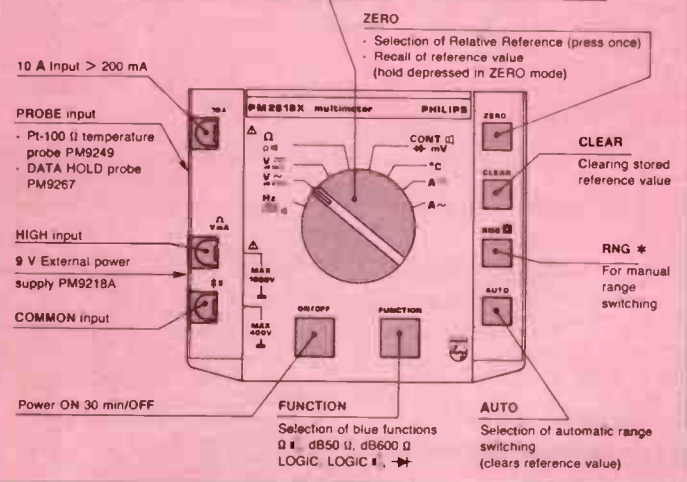 ZERO
- Selection of Relative Reference (press once)
- Recall of reference value
(hold depressed in ZERO mode)
10 A Input > 200 mA
PROBE input
- Pt-100 Ω temperature
probe PM9249
- DATA HOLD probe
PM9267
HIGH input
9 V External power
supply PM9218A
COMMON input
Power ON 30 min/OFF
10A
PM2618X multimeter PHILIPS
Ω
Ω
V
V ~
Hz
CONT
mV
°C
A
A~
Ω
V mA
MAX
1000V
MAX
400V
ON/OFF
FUNCTION
ZERO
CLEAR
RNG
AUTO
CLEAR
Clearing stored
reference value
RNG *
For manual
range
switching
FUNCTION
Selection of blue functions
Ω, dB50 Ω, dB600 Ω
LOGIC, LOGIC
AUTO
Selection of automatic range
switching
(clears reference value)